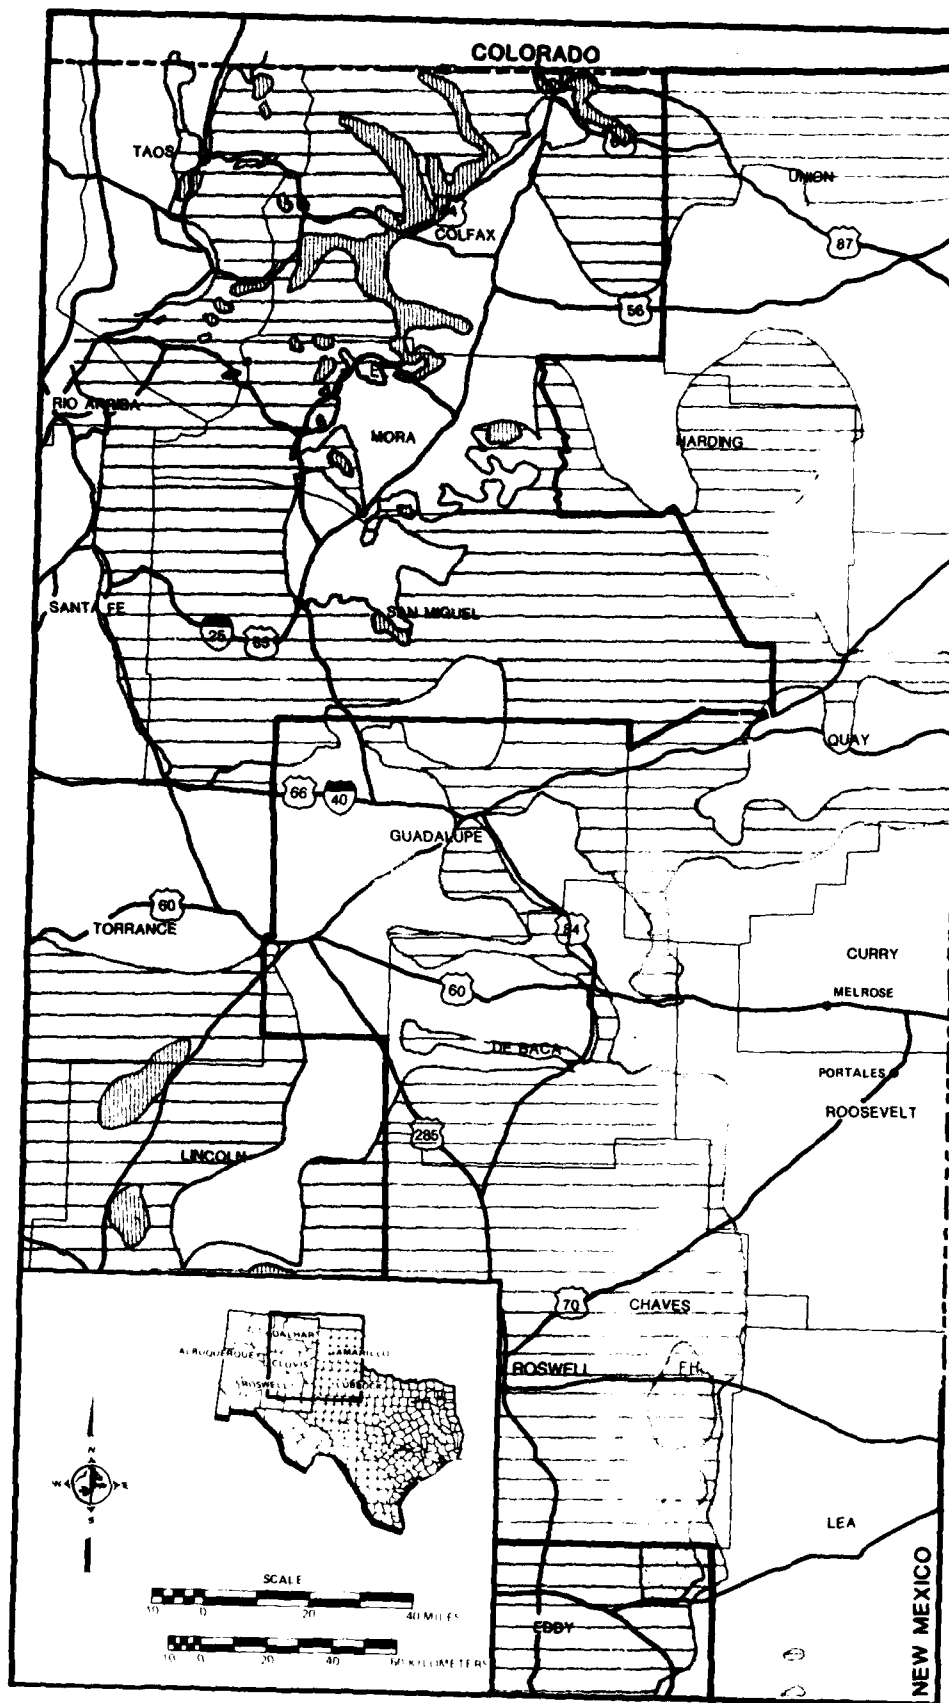 COLORADO
TAOS
UNION
64
COLFAX
87
56
RIO ARRIBA
MORA
HARDING
SANTA FE
SAN MIGUEL
25
85
QUAY
66
40
GUADALUPE
60
TORRANCE
84
CURRY
60
MELROSE
DE BACA
PORTALES
ROOSEVELT
285
LINCOLN
70
CHAVES
DALHART
ALBUQUERQUE
AMARILLO
CLOVIS
ROSWELL
LUBBOCK
ROSWELL
N
W
E
S
LEA
SCALE
10 0 20 40 MILES
10 0 20 40 60 KILOMETERS
EDDY
NEW MEXICO